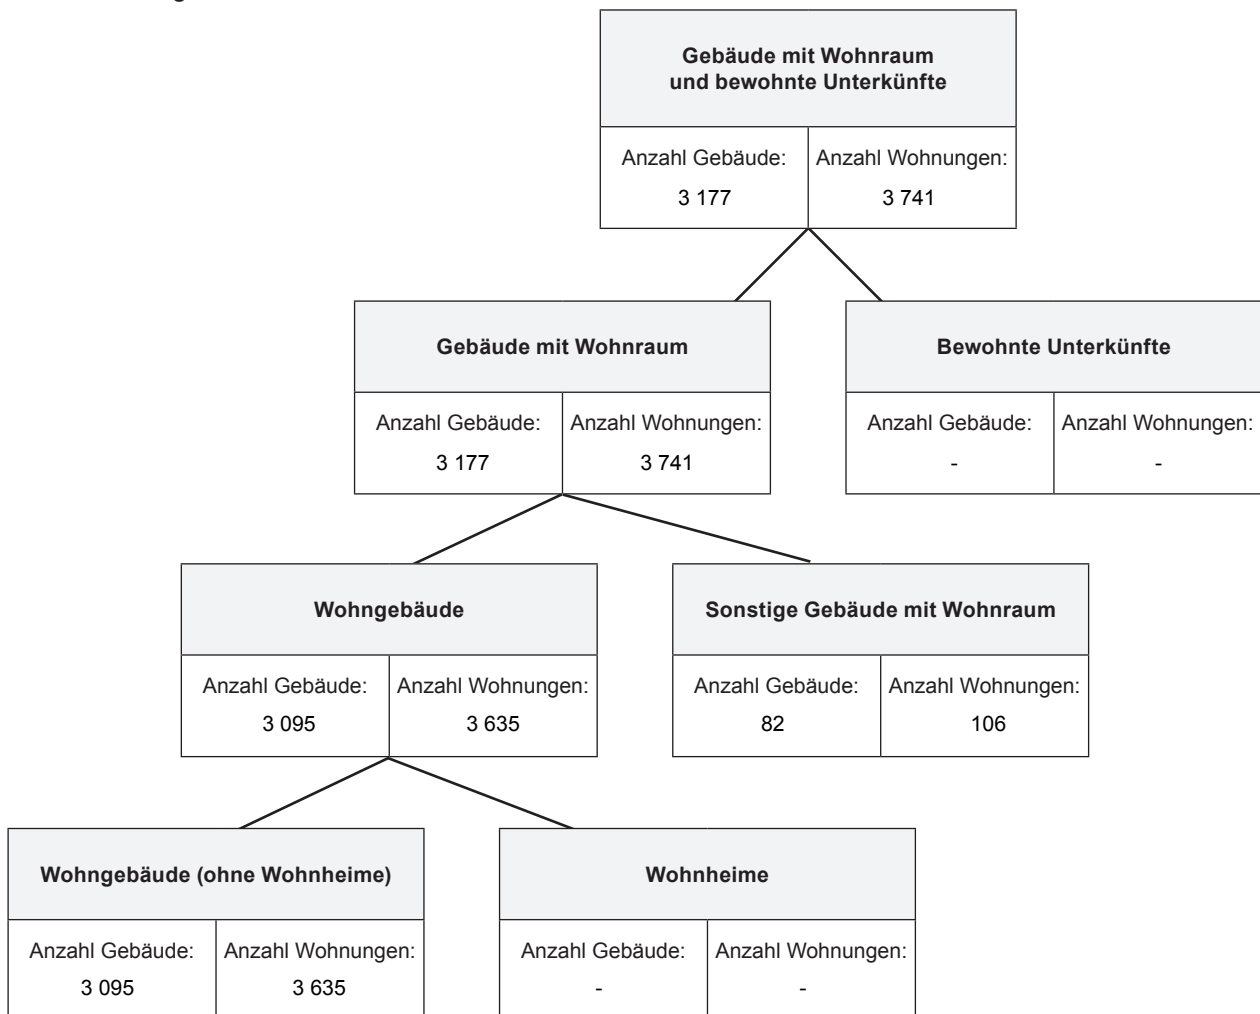 Gebäude mit Wohnraum
und bewohnte Unterkünfte
Anzahl Gebäude: Anzahl Wohnungen:
3 177 3 741
Gebäude mit Wohnraum
Anzahl Gebäude: Anzahl Wohnungen:
3 177 3 741
Bewohnte Unterkünfte
Anzahl Gebäude: Anzahl Wohnungen:
- -
Wohngebäude
Anzahl Gebäude: Anzahl Wohnungen:
3 095 3 635
Sonstige Gebäude mit Wohnraum
Anzahl Gebäude: Anzahl Wohnungen:
82 106
Wohngebäude (ohne Wohnheime)
Anzahl Gebäude: Anzahl Wohnungen:
3 095 3 635
Wohnheime
Anzahl Gebäude: Anzahl Wohnungen:
- -